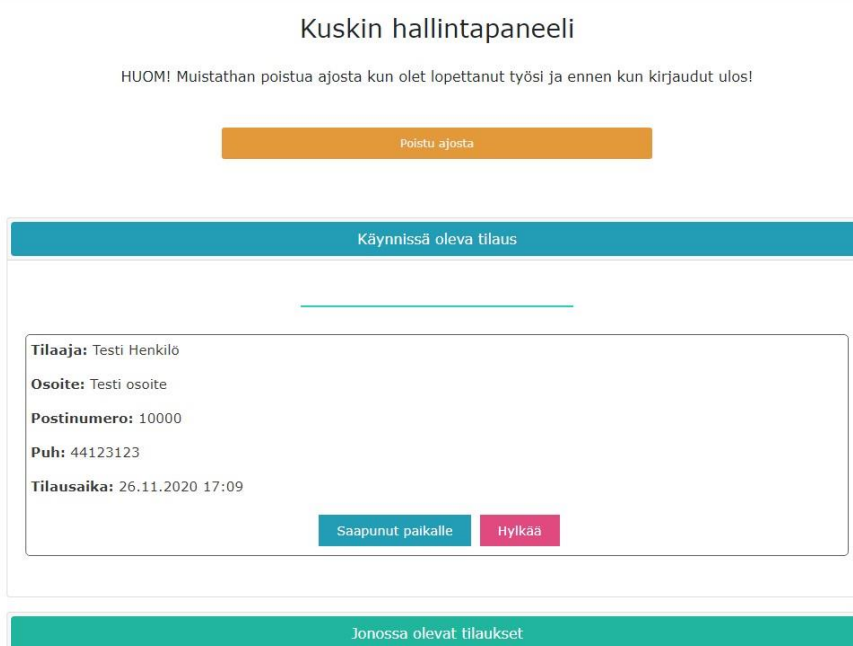 Kuskin hallintapaneeli
HUOM! Muistathan poistua ajosta kun olet lopettanut työsi ja ennen kun kirjaudut ulos!
Poistu ajosta
Käynnissä oleva tilaus
Tilaaja: Testi Henkilö
Osoite: Testi osoite
Postinumero: 10000
Puh: 44123123
Tilausaika: 26.11.2020 17:09
Saapunut paikalle Hylkää
Jonossa olevat tilaukset